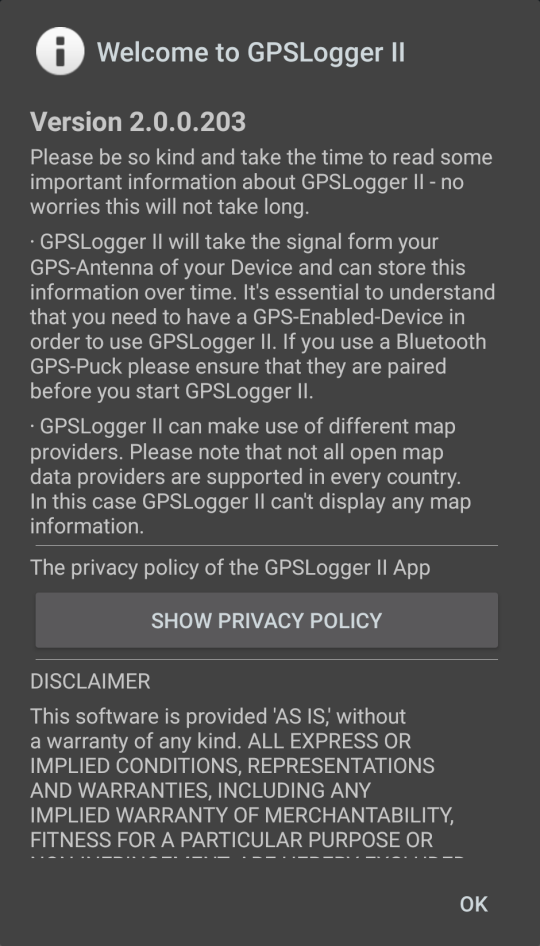 Welcome to GPSLogger II
Version 2.0.0.203
Please be so kind and take the time to read some
important information about GPSLogger II - no
worries this will not take long.
· GPSLogger II will take the signal form your
GPS-Antenna of your Device and can store this
information over time. It's essential to understand
that you need to have a GPS-Enabled-Device in
order to use GPSLogger II. If you use a Bluetooth
GPS-Puck please ensure that they are paired
before you start GPSLogger II.
· GPSLogger II can make use of different map
providers. Please note that not all open map
data providers are supported in every country.
In this case GPSLogger II can't display any map
information.
The privacy policy of the GPSLogger II App
SHOW PRIVACY POLICY
DISCLAIMER
This software is provided 'AS IS,' without
a warranty of any kind. ALL EXPRESS OR
IMPLIED CONDITIONS, REPRESENTATIONS
AND WARRANTIES, INCLUDING ANY
IMPLIED WARRANTY OF MERCHANTABILITY,
FITNESS FOR A PARTICULAR PURPOSE OR
OK